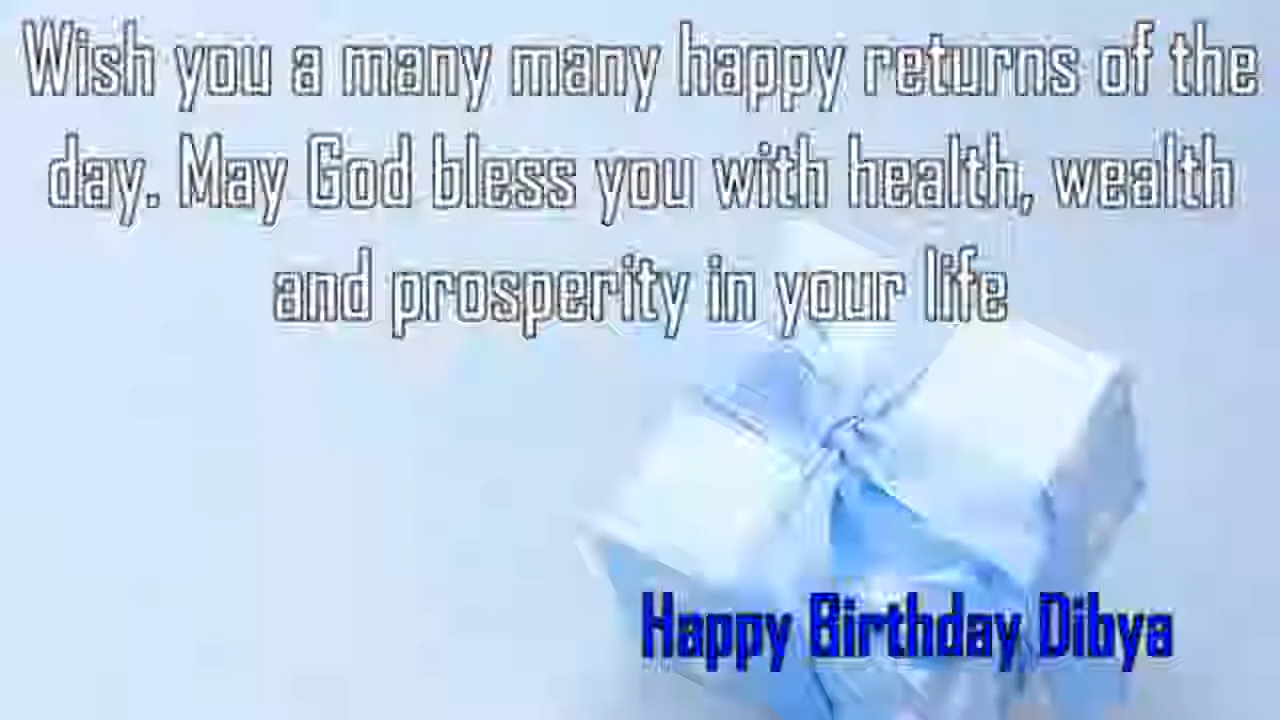 Wish you a many many happy returns of the
day. May God bless you with health, wealth
and prosperity in your life
Happy Birthday Dibya